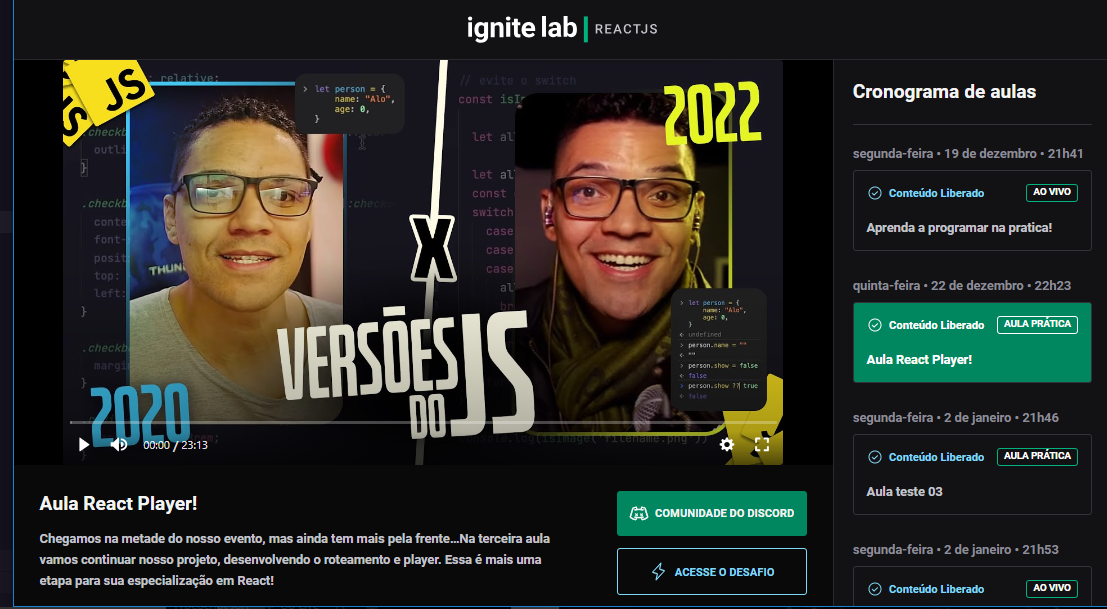 ignite lab | REACTJS
JS
JS
relative;
.checkb
outli
}
.checkb
conte
font-
posit
top:
left:
}
.checkb
margi
}
THUN
> let person = {
name: "Alo",
age: 0,
}
// evite o switch
const isIm
let al
let al
const
switch
case
case
case
al
br
2022
X
VERSÕES
DO JS
2020
> let person = {
name: "Alo",
age: 0,
}
< undefined
> person.name = ""
< ""
> person.show = false
< false
> person.show ?? true
< false
00:00 / 23:13
Aula React Player!
Chegamos na metade do nosso evento, mas ainda tem mais pela frente...Na terceira aula
vamos continuar nosso projeto, desenvolvendo o roteamento e player. Essa é mais uma
etapa para sua especialização em React!
COMUNIDADE DO DISCORD
ACESSE O DESAFIO
Cronograma de aulas
segunda-feira • 19 de dezembro • 21h41
Conteúdo Liberado AO VIVO
Aprenda a programar na pratica!
quinta-feira • 22 de dezembro • 22h23
Conteúdo Liberado AULA PRÁTICA
Aula React Player!
segunda-feira • 2 de janeiro • 21h46
Conteúdo Liberado AULA PRÁTICA
Aula teste 03
segunda-feira • 2 de janeiro • 21h53
Conteúdo Liberado AO VIVO